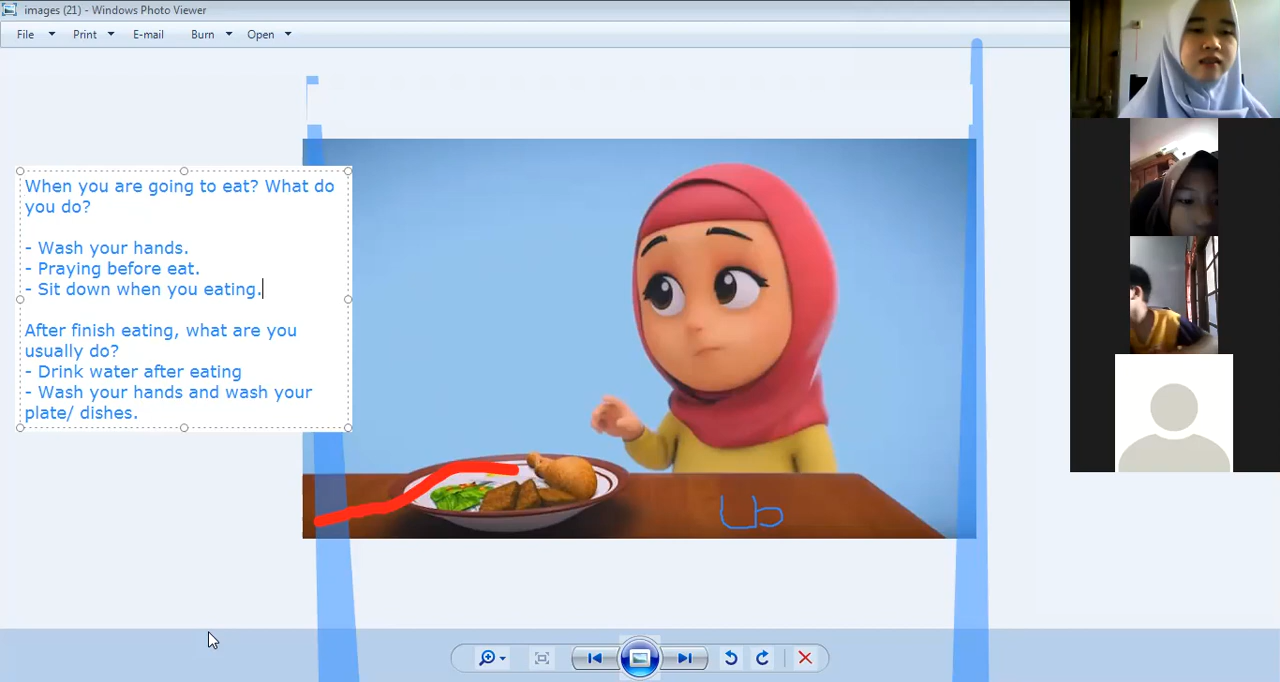 images (21) - Windows Photo Viewer
File Print E-mail Burn Open
When you are going to eat? What do
you do?
- Wash your hands.
- Praying before eat.
- Sit down when you eating.
After finish eating, what are you
usually do?
- Drink water after eating
- Wash your hands and wash your
plate/ dishes.